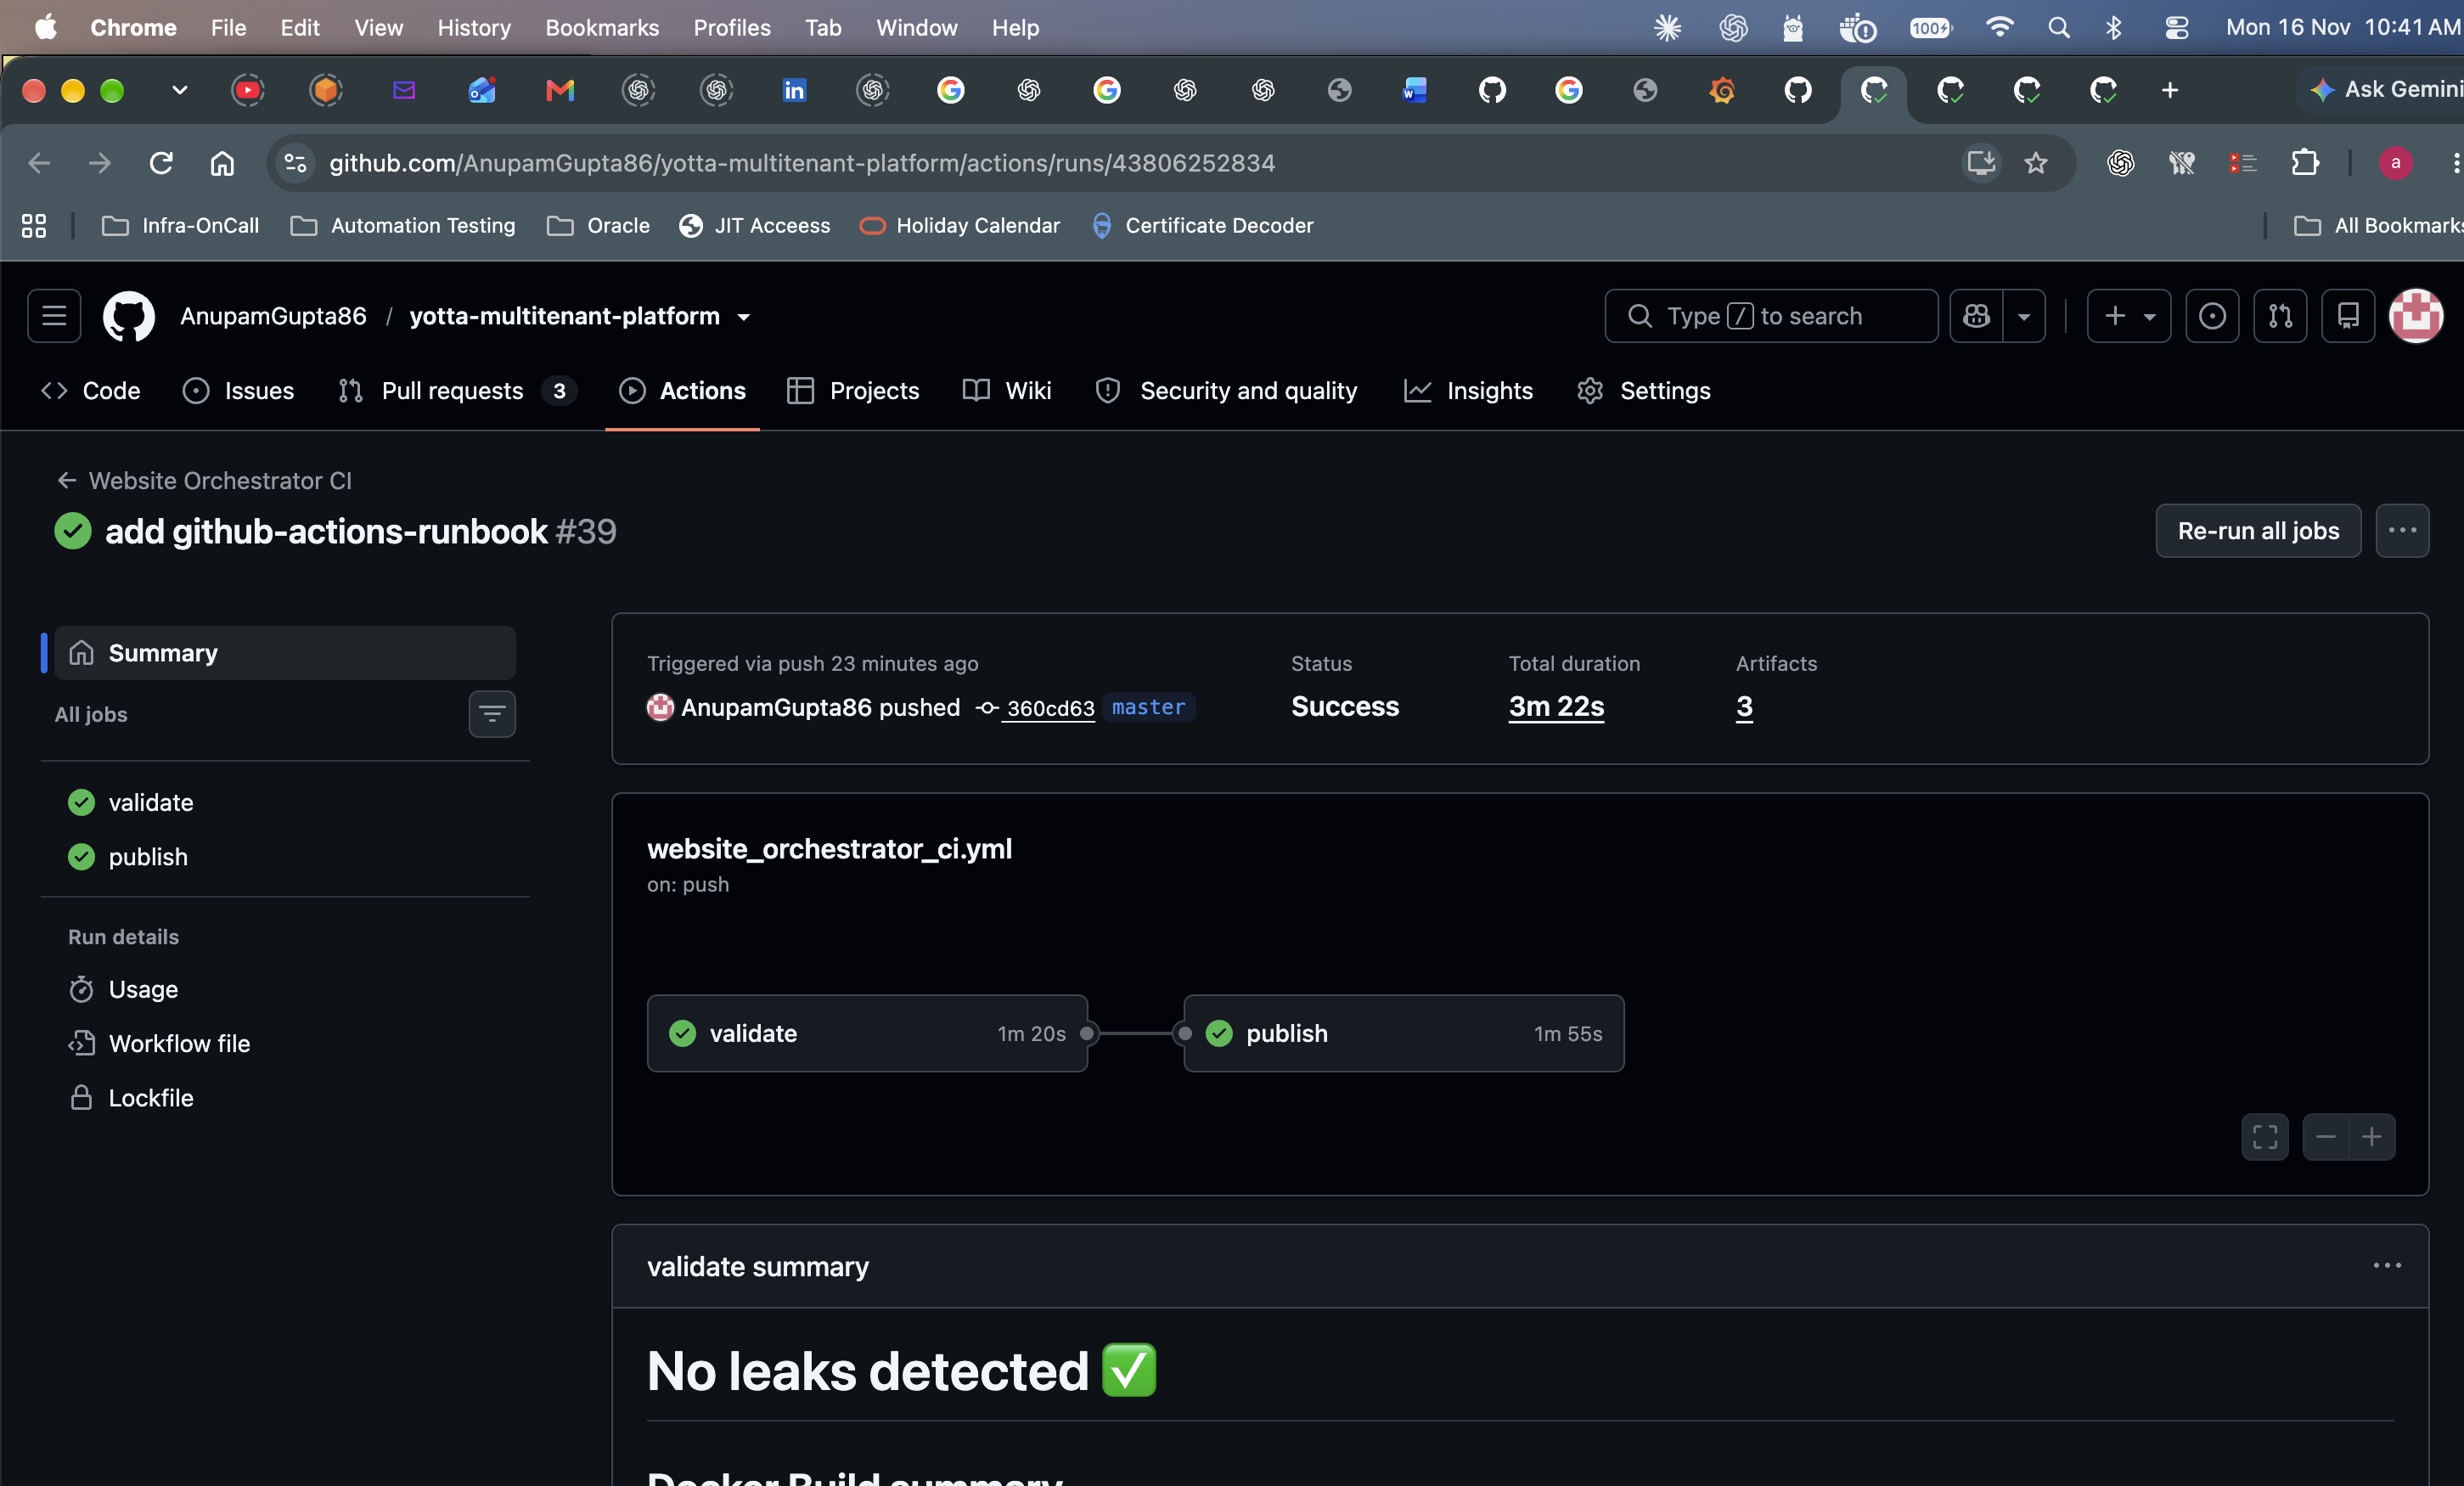 Chrome File Edit View History Bookmarks Profiles Tab Window Help 100 Mon 16 Nov 10:41 AM
Ask Gemini
github.com/AnupamGupta86/yotta-multitenant-platform/actions/runs/43806252834 a
Infra-OnCall Automation Testing Oracle JIT Acceess Holiday Calendar Certificate Decoder All Bookmarks
AnupamGupta86 / yotta-multitenant-platform Type / to search
Code Issues Pull requests 3 Actions Projects Wiki Security and quality Insights Settings
← Website Orchestrator CI
add github-actions-runbook #39 Re-run all jobs
Summary
All jobs
validate
publish
Run details
Usage
Workflow file
Lockfile
Triggered via push 23 minutes ago Status Total duration Artifacts
AnupamGupta86 pushed 360cd63 master Success 3m 22s 3
website_orchestrator_ci.yml
on: push
validate 1m 20s publish 1m 55s
validate summary
No leaks detected ✅
Docker Build summary